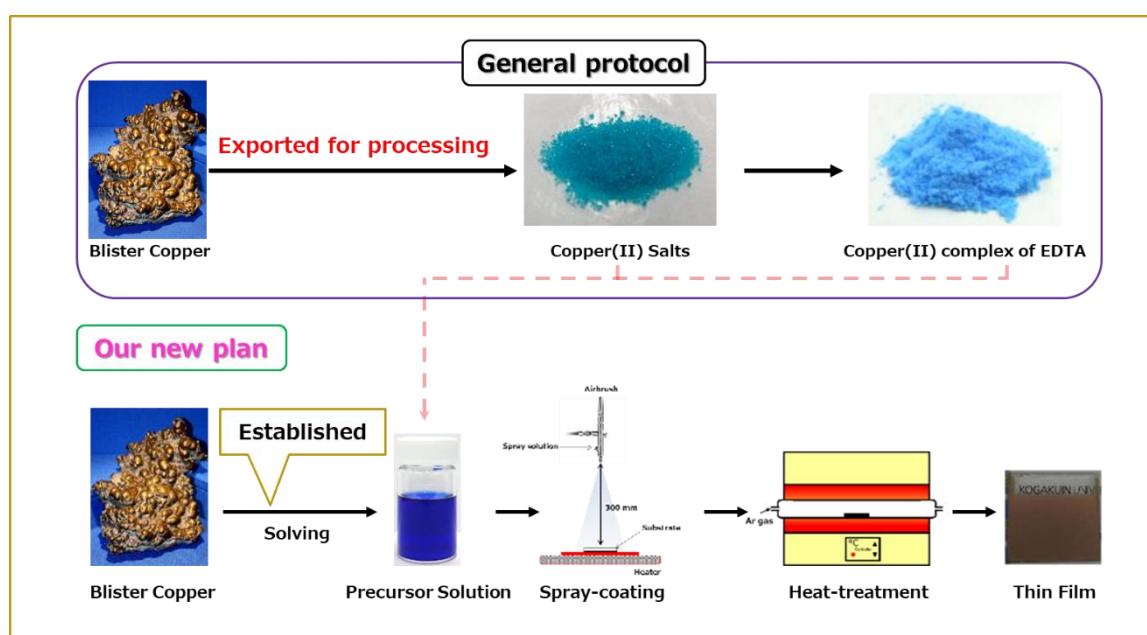 General protocol
Exported for processing
Blister Copper
Copper(II) Salts
Copper(II) complex of EDTA
Our new plan
Established
Solving
Airbrush
Spray solution
300 mm
Substrate
Heater
Ar gas
°C
KOGAKUIN UNIV
Blister Copper
Precursor Solution
Spray-coating
Heat-treatment
Thin Film